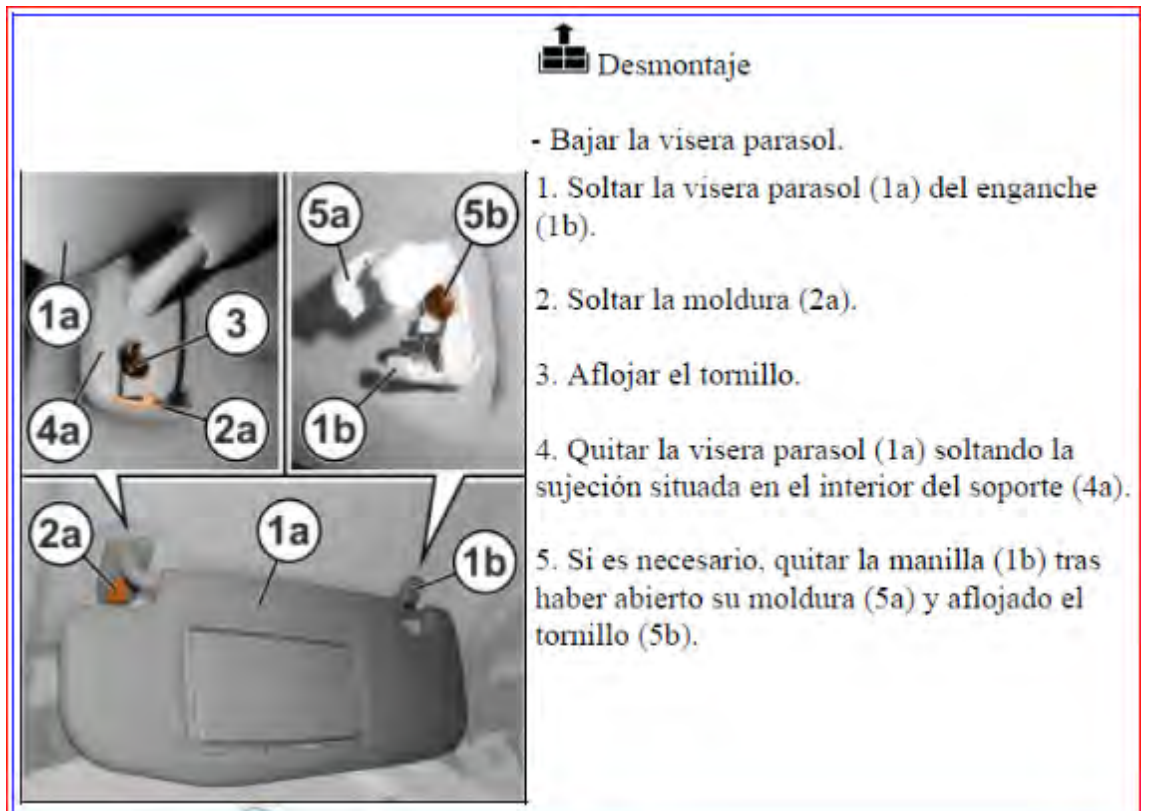 Desmontaje
- Bajar la visera parasol.
1. Soltar la visera parasol (1a) del enganche
(1b).
2. Soltar la moldura (2a).
3. Aflojar el tornillo.
4. Quitar la visera parasol (1a) soltando la
sujeción situada en el interior del soporte (4a).
5. Si es necesario, quitar la manilla (1b) tras
haber abierto su moldura (5a) y aflojado el
tornillo (5b).
1a
3
4a
2a
5a
5b
1b
2a
1a
1b